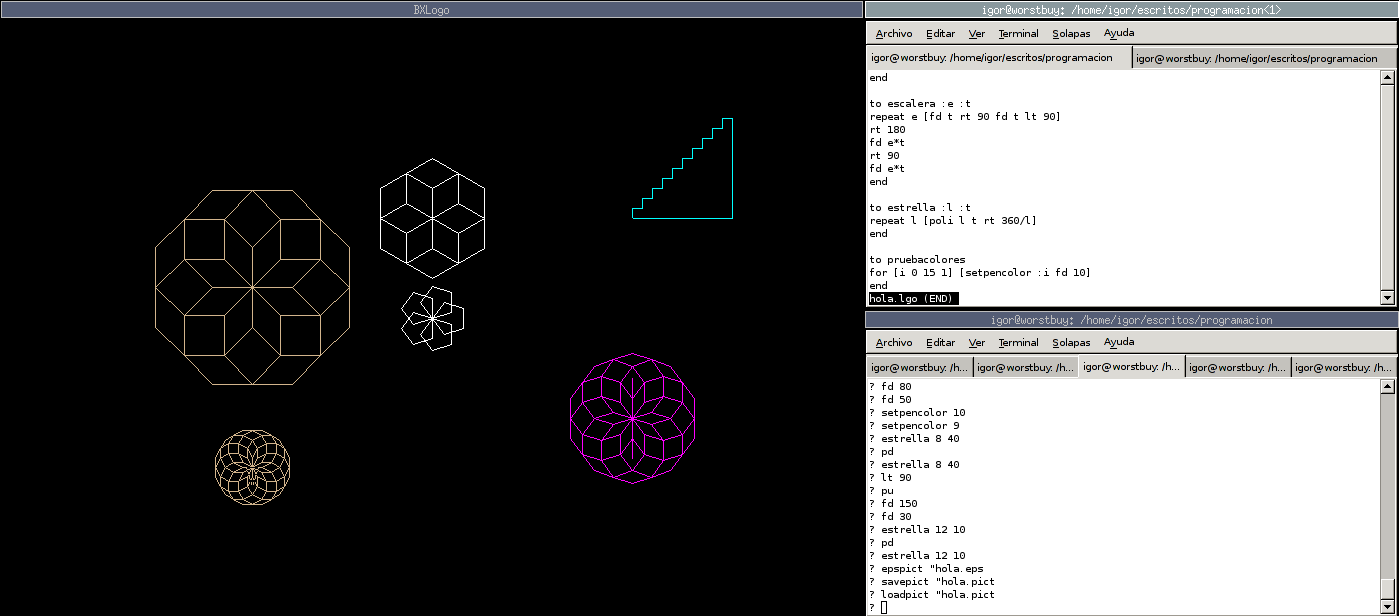 BXLogo
igor@worstbuy: /home/igor/escritos/programacion<1>
Archivo Editar Ver Terminal Solapas Ayuda
igor@worstbuy: /home/igor/escritos/programacion igor@worstbuy: /home/igor/escritos/programacion
end
to escalera :e :t
repeat e [fd t rt 90 fd t lt 90]
rt 180
fd e*t
rt 90
fd e*t
end
to estrella :l :t
repeat l [poli l t rt 360/l]
end
to pruebacolores
for [i 0 15 1] [setpencolor :i fd 10]
end
hola.lgo (END)
igor@worstbuy: /home/igor/escritos/programacion
Archivo Editar Ver Terminal Solapas Ayuda
igor@worstbuy: /h... igor@worstbuy: /h... igor@worstbuy: /h... igor@worstbuy: /h... igor@worstbuy: /h...
? fd 80
? fd 50
? setpencolor 10
? setpencolor 9
? estrella 8 40
? pd
? estrella 8 40
? lt 90
? pu
? fd 150
? fd 30
? estrella 12 10
? pd
? estrella 12 10
? epspict "hola.eps
? savepict "hola.pict
? loadpict "hola.pict
?